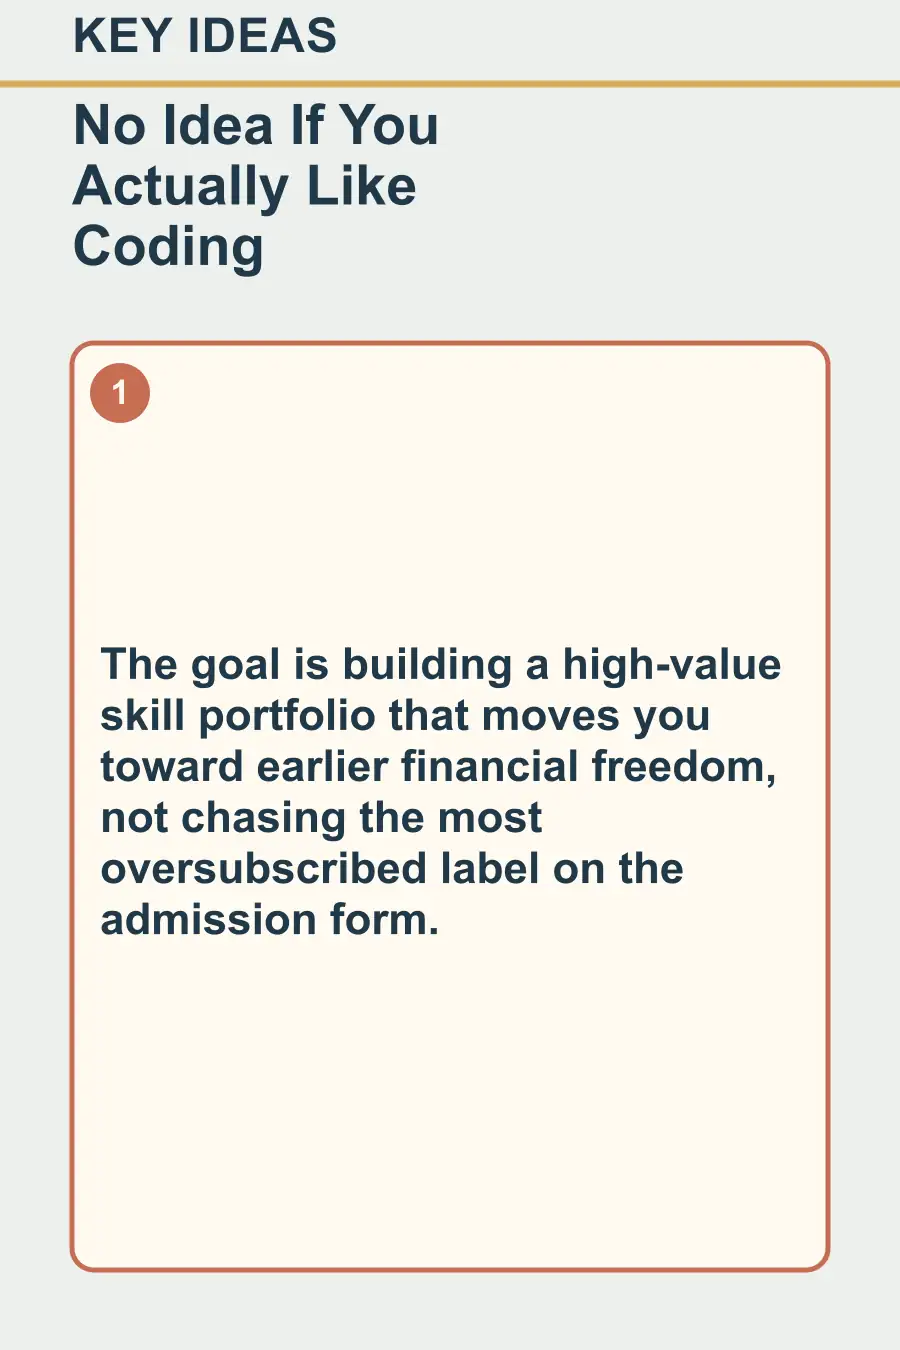 KEY IDEAS
No Idea If You
Actually Like
Coding
1
The goal is building a high-value
skill portfolio that moves you
toward earlier financial freedom,
not chasing the most
oversubscribed label on the
admission form.